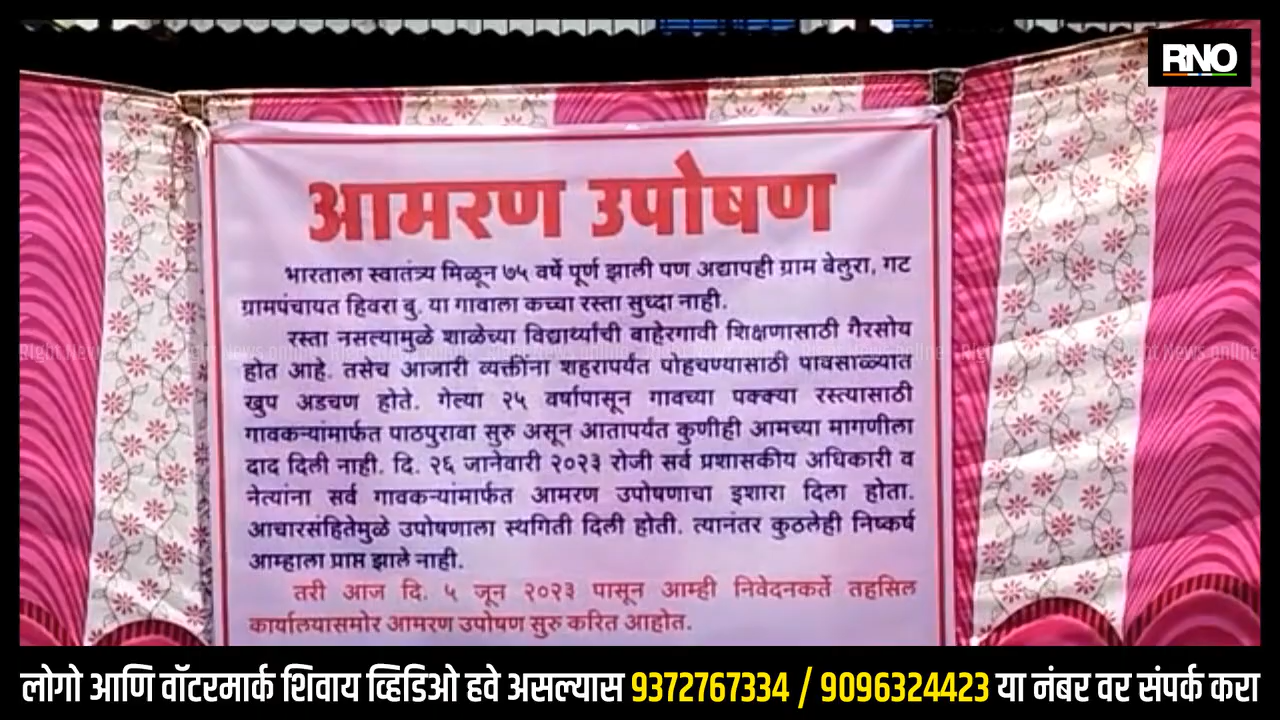 RNO
आमरण उपोषण
भारताला स्वातंत्र्य मिळून ७५ वर्षे पूर्ण झाली पण अद्यापही ग्राम बेलुरा, गट
ग्रामपंचायत हिवरा बु. या गावाला कच्चा रस्ता सुध्दा नाही.
रस्ता नसल्यामुळे शाळेच्या विद्यार्थ्यांची बाहेरगावी शिक्षणासाठी गैरसोय
होत आहे. तसेच आजारी व्यक्तींना शहरापर्यंत पोहचण्यासाठी पावसाळ्यात
खुप अडचण होते. गेल्या २५ वर्षापासून गावच्या पक्क्या रस्त्यासाठी
गावकऱ्यांमार्फत पाठपुरावा सुरु असून आतापर्यंत कुणीही आमच्या मागणीला
दाद दिली नाही. दि. २६ जानेवारी २०२३ रोजी सर्व प्रशासकीय अधिकारी व
नेत्यांना सर्व गावकऱ्यांमार्फत आमरण उपोषणाचा इशारा दिला होता.
आचारसंहितेमुळे उपोषणाला स्थगिती दिली होती. त्यानंतर कुठलेही निष्कर्ष
आम्हाला प्राप्त झाले नाही.
तरी आज दि. ५ जून २०२३ पासून आम्ही निवेदनकर्ते तहसिल
कार्यालयासमोर आमरण उपोषण सुरु करित आहोत.
लोगो आणि वॉटरमार्क शिवाय व्हिडिओ हवे असल्यास 9372767334 / 9096324423 या नंबर वर संपर्क करा